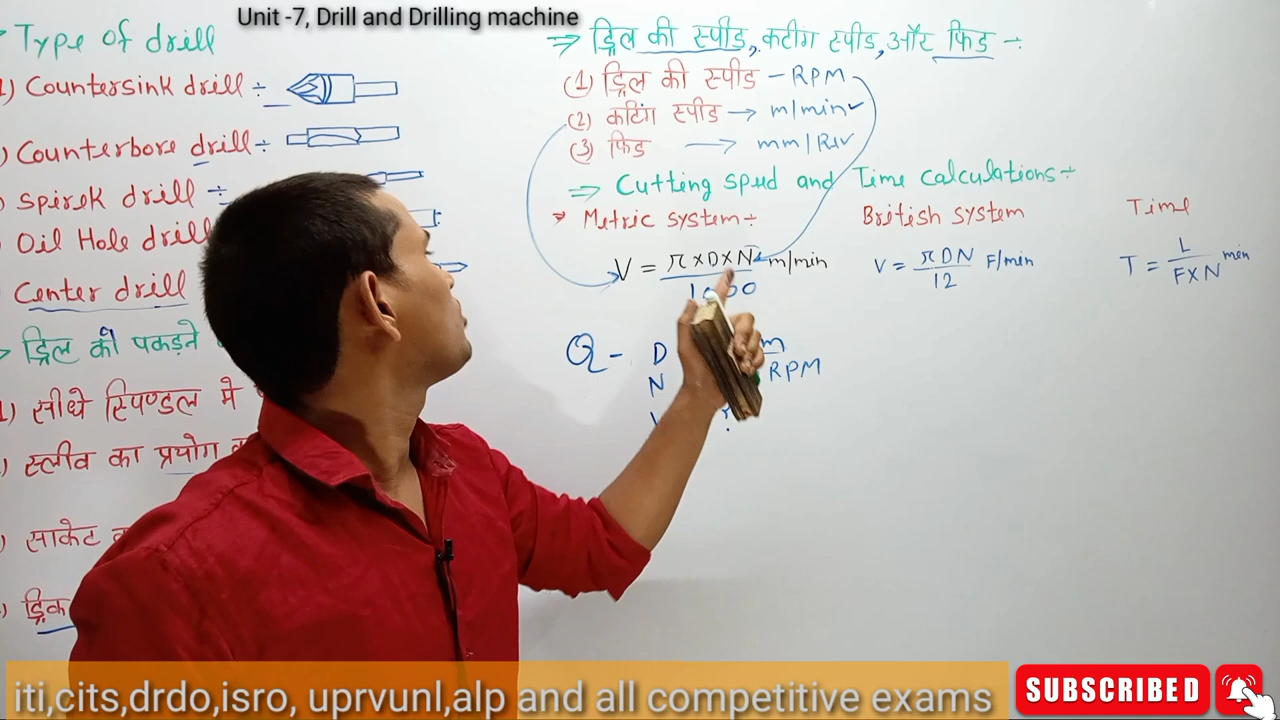 Unit -7, Drill and Drilling machine
Type of drill
1) Countersink drill ÷
) Counterbore drill ÷
) Spirek drill ÷
) Oil Hole drill
) Center drill
ड्रिल को पकड़ने
1) सीधे स्पिण्डल मे
) स्लीव का प्रयोग
) साकेट
)
⇒ ड्रिल की स्पीड, कटींग स्पीड, और फिड ÷
(1) ड्रिल की स्पीड - RPM
(2) कटिंग स्पीड → m/min
(3) फिड → mm/Rev
⇒ Cutting speed and Time calculations ÷
Metric system ÷
V = π×D×N / 1000 m/min
British system
V = πDN / 12 F/min
Time
T = L / F×N min
Q- D m
N RPM
?
iti,cits,drdo,isro, uprvunl,alp and all competitive exams
SUBSCRIBED